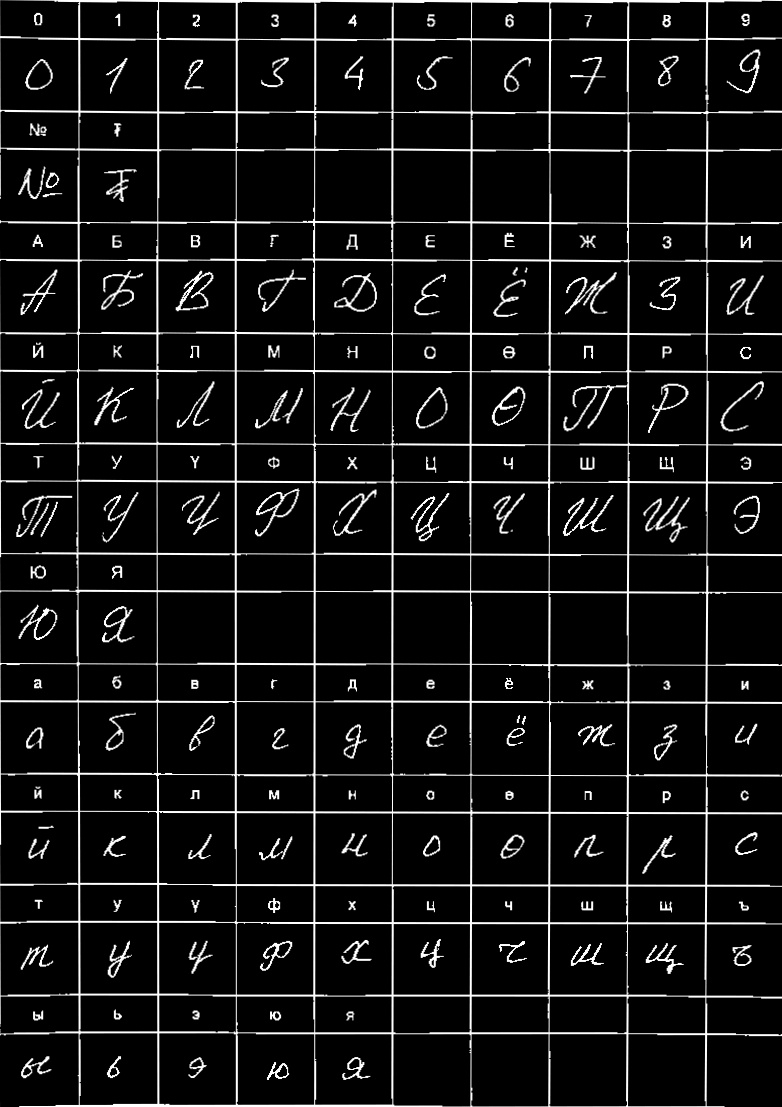 0 1 2 3 4 5 6 7 8 9
0 1 2 3 4 5 6 7 8 9
№ ₮
№ ₮
А Б В Г Д Е Ё Ж З И
А Б В Г Д Е Ё Ж З И
Й К Л М Н О Ө П Р С
Й К Л М Н О Ө П Р С
Т У Ү Ф Х Ц Ч Ш Щ Э
Т У Ү Ф Х Ц Ч Ш Щ Э
Ю Я
Ю Я
а б в г д е ё ж з и
а б в г д е ё ж з и
й к л м н о ө п р с
й к л м н о ө п р с
т у ү ф х ц ч ш щ ъ
т у ү ф х ц ч ш щ ъ
ы ь э ю я
ы ь э ю я